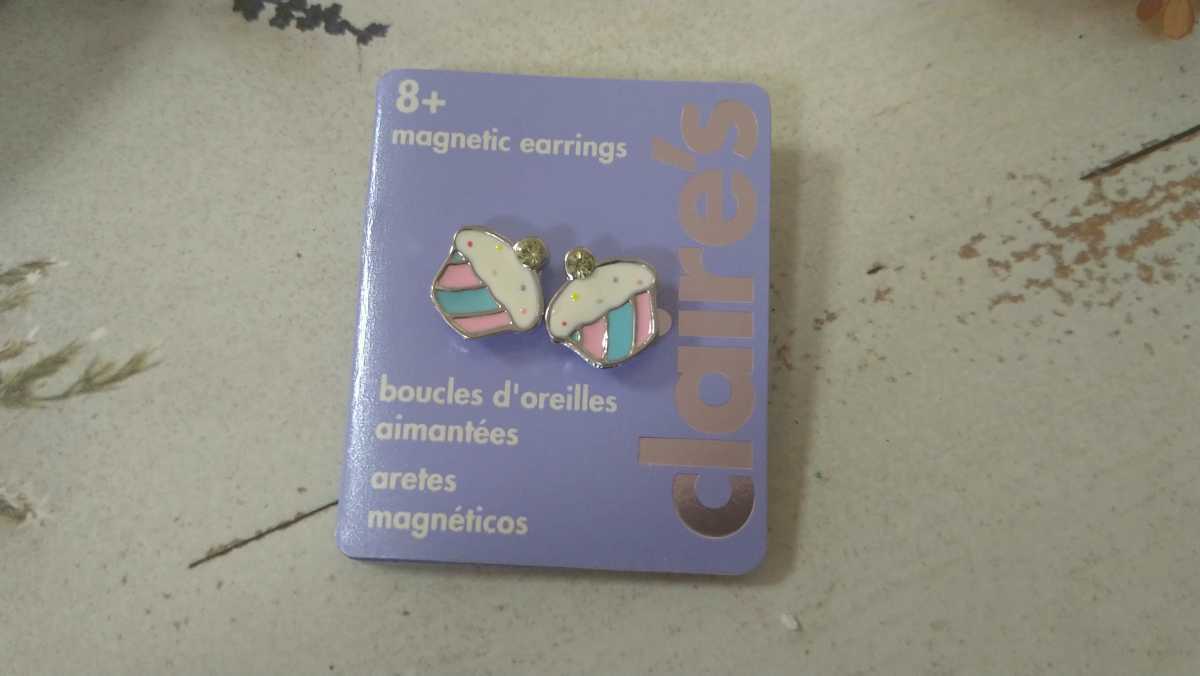 8+
magnetic earrings
claire's
boucles d'oreilles
aimantées
aretes
magnéticos